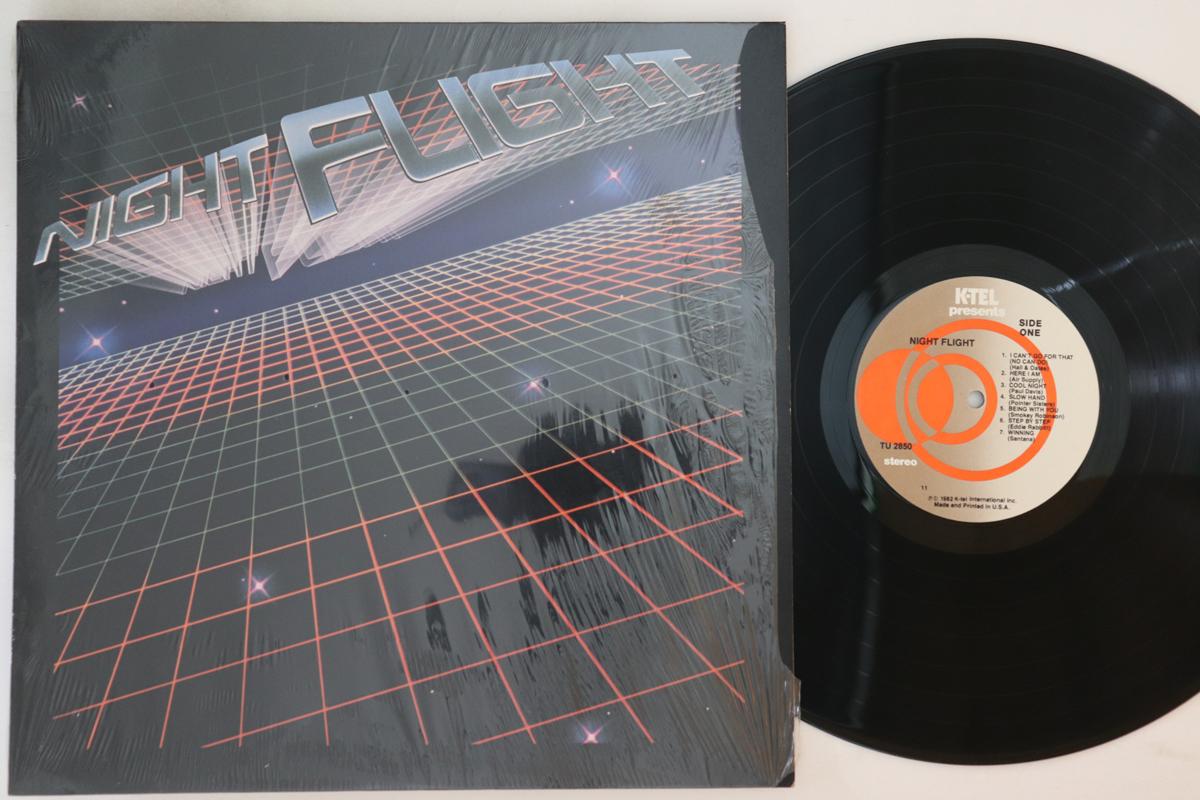 NIGHT FLIGHT
K-TEL
presents
SIDE
ONE
NIGHT FLIGHT
1. I CAN'T GO FOR THAT
(NO CAN DO)
(Hall & Oates)
2. HERE I AM
(Air Supply)
3. COOL NIGHT
(Paul Davis)
4. SLOW HAND
(Pointer Sisters)
5. BEING WITH YOU
(Smokey Robinson)
6. STEP BY STEP
(Eddie Rabbitt)
7. WINNING
(Santana)
TU 2850
stereo
11
℗© 1982 K-tel International Inc.
Made and Printed in U.S.A.